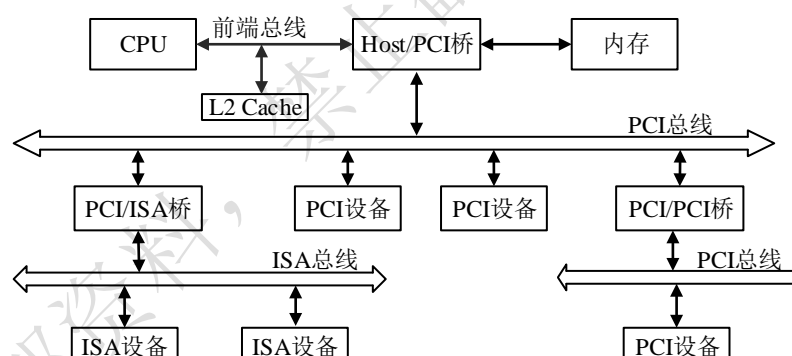 CPU
前端总线
Host/PCI桥
内存
L2 Cache
PCI总线
PCI/ISA桥
PCI设备
PCI设备
PCI/PCI桥
ISA总线
PCI总线
ISA设备
ISA设备
PCI设备